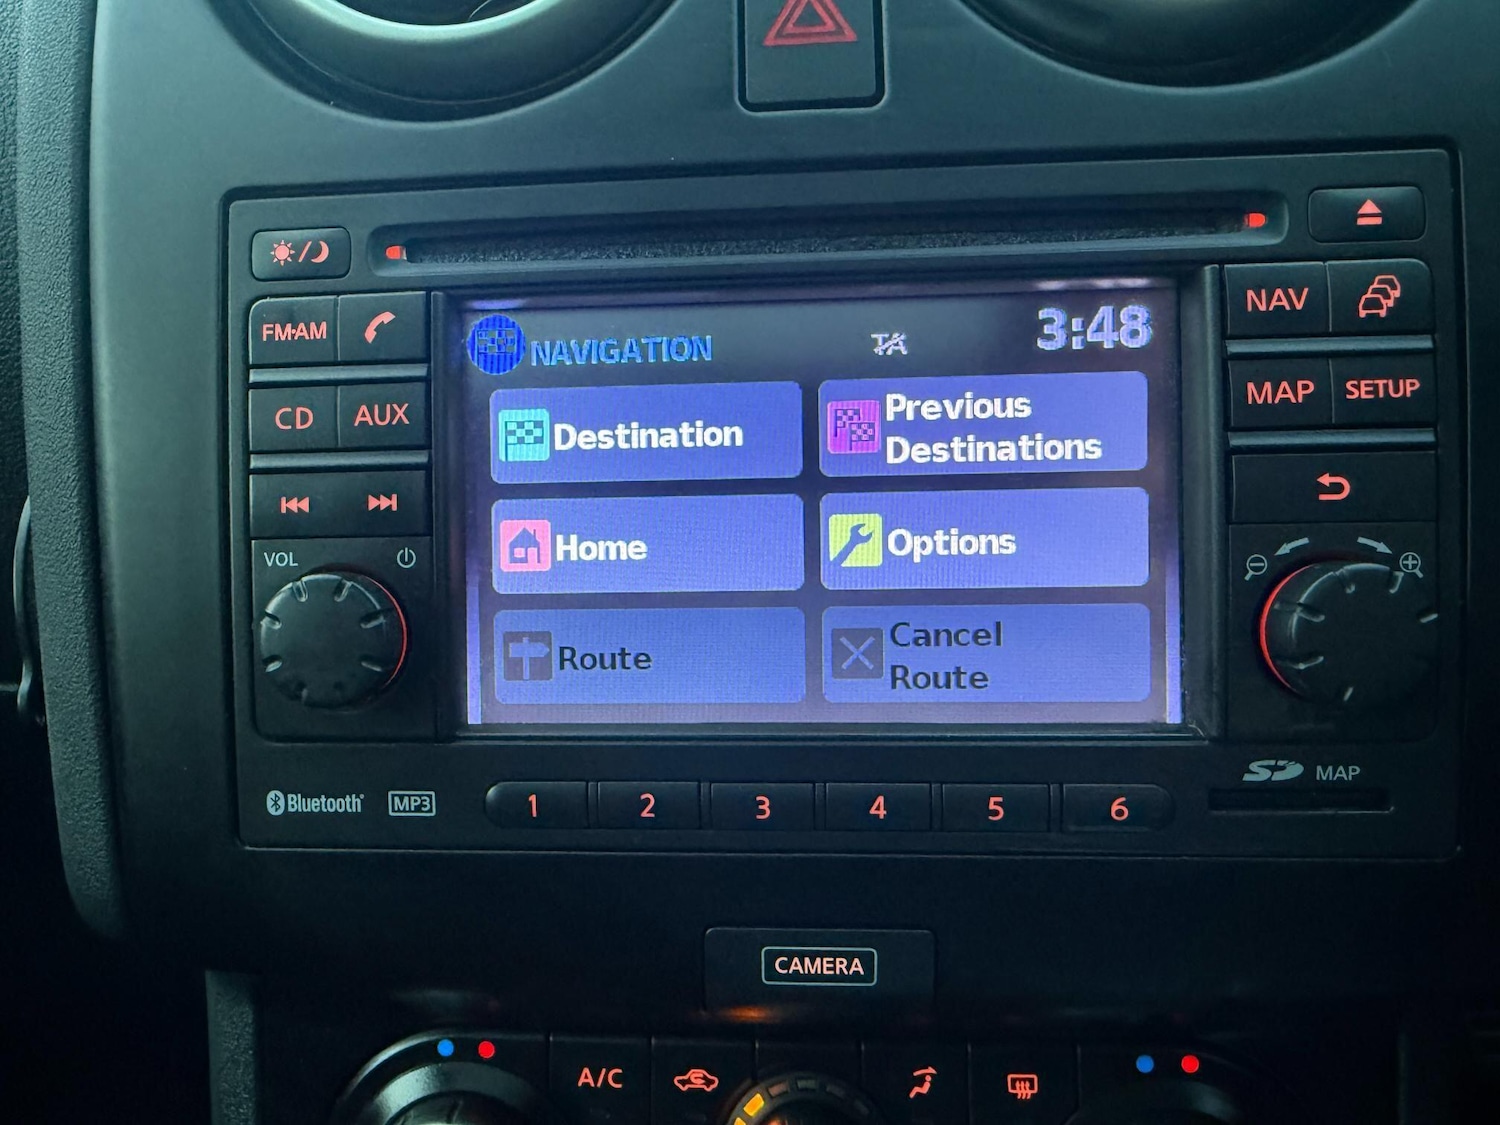 NAV
FM·AM
NAVIGATION
TA
3:48
CD
AUX
MAP
SETUP
Destination
Previous
Destinations
Home
Options
VOL
Route
Cancel
Route
Bluetooth
MP3
1
2
3
4
5
6
SD
MAP
CAMERA
A/C